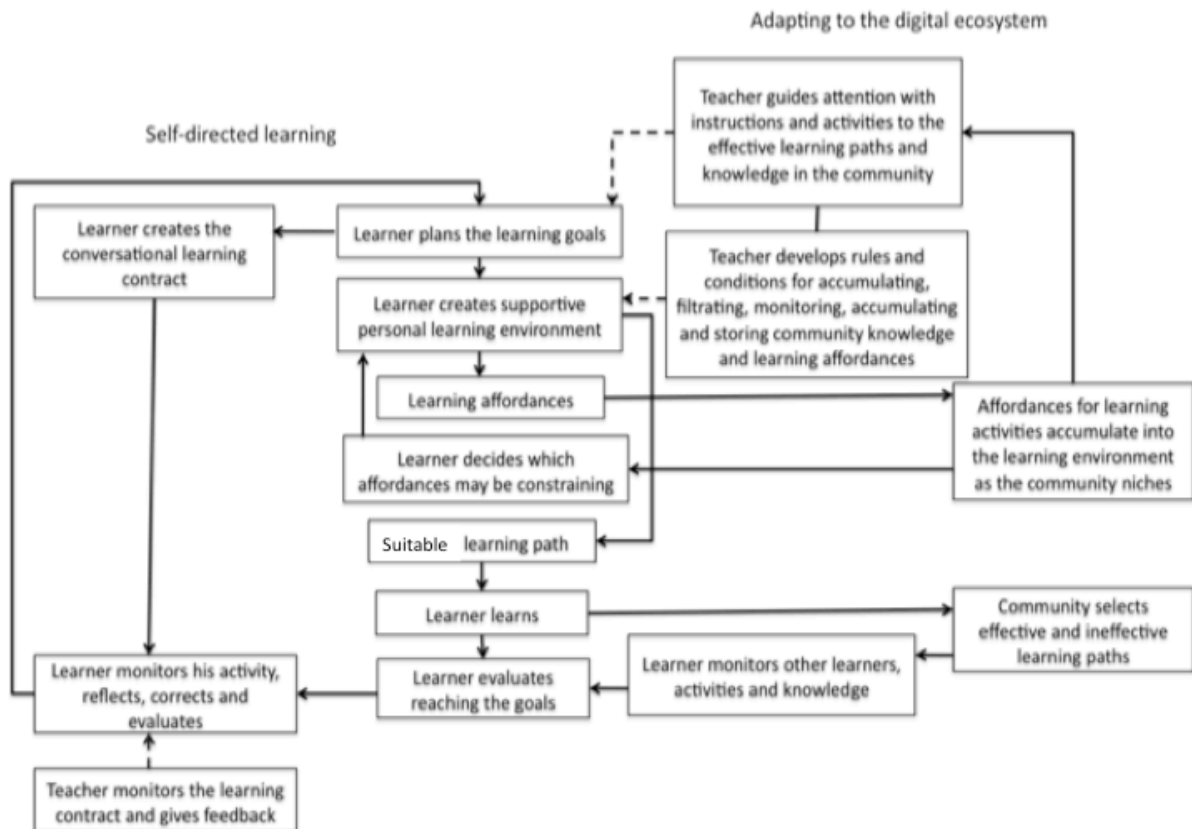 Adapting to the digital ecosystem
Teacher guides attention with
instructions and activities to the
effective learning paths and
knowledge in the community
Self-directed learning
Learner creates the
conversational learning
contract
Learner plans the learning goals
Teacher develops rules and
conditions for accumulating,
filtrating, monitoring, accumulating
and storing community knowledge
and learning affordances
Learner creates supportive
personal learning environment
Learning affordances
Affordances for learning
activities accumulate into
the learning environment
as the community niches
Learner decides which
affordances may be constraining
Suitable learning path
Learner learns
Community selects
effective and ineffective
learning paths
Learner monitors other learners,
activities and knowledge
Learner evaluates
reaching the goals
Learner monitors his activity,
reflects, corrects and
evaluates
Teacher monitors the learning
contract and gives feedback